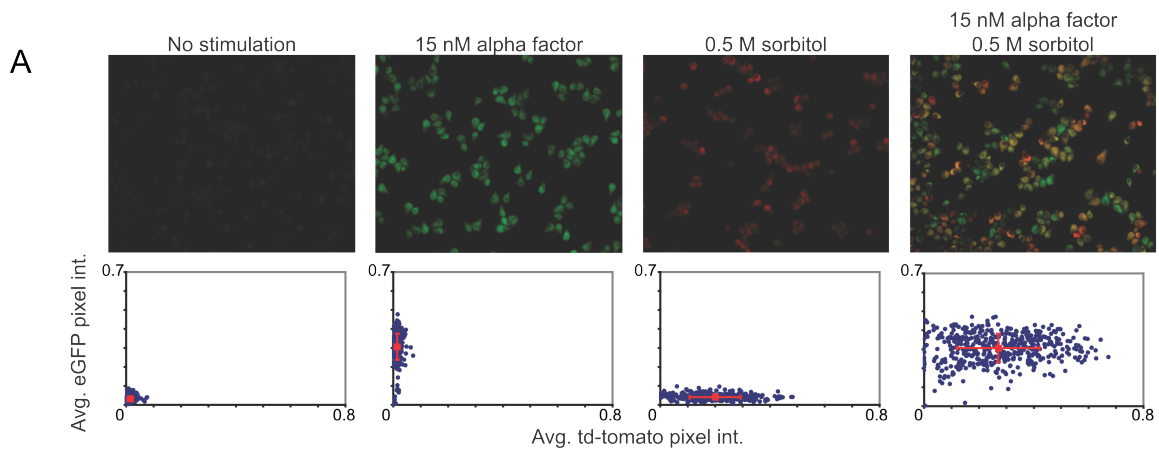 A
No stimulation
15 nM alpha factor
0.5 M sorbitol
15 nM alpha factor
0.5 M sorbitol
Avg. eGFP pixel int.
0.7
0
0.8
0.7
0
0.8
0.7
0
0.8
0.7
0
0.8
Avg. td-tomato pixel int.